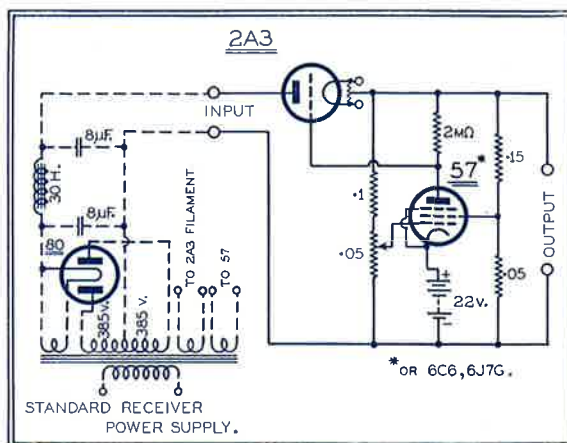 2A3
INPUT
8µF.
30 H.
8µF.
80
385 v.
385 v.
TO 2A3 FILAMENT
TO 57
STANDARD RECEIVER
POWER SUPPLY.
2MΩ
57*
·15
·1
·05
·05
+
22v.
−
OUTPUT
*OR 6C6, 6J7G.